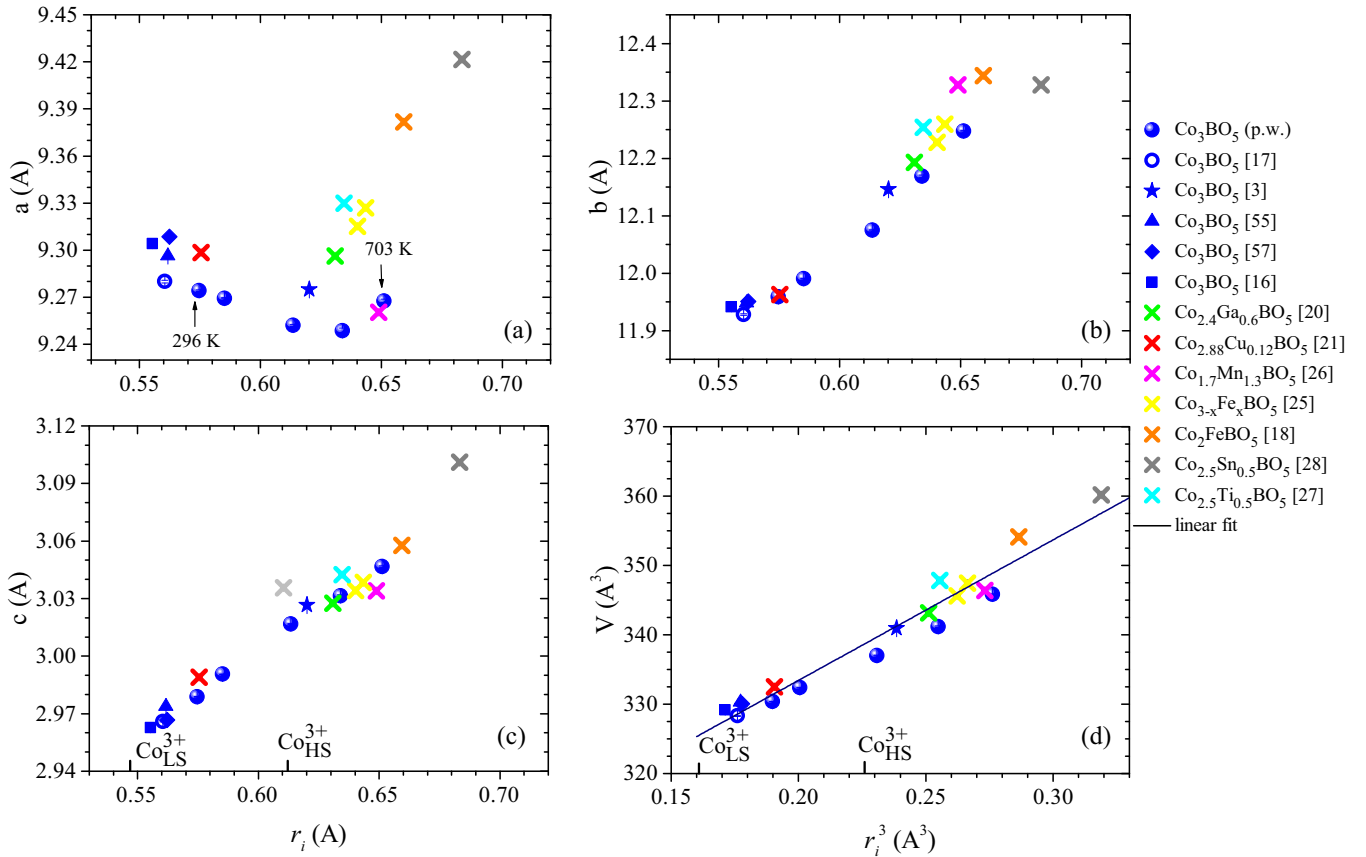 9.45
9.42
9.39
9.36
9.33
9.30
9.27
9.24
a (A)
0.55
0.60
0.65
0.70
296 K
703 K
(a)
12.4
12.3
12.2
12.1
12.0
11.9
b (A)
0.55
0.60
0.65
0.70
(b)
3.12
3.09
3.06
3.03
3.00
2.97
2.94
c (A)
Co³⁺LS
Co³⁺HS
(c)
0.55
0.60
0.65
0.70
rᵢ (A)
370
360
350
340
330
320
V (A³)
Co³⁺LS
Co³⁺HS
(d)
0.15
0.20
0.25
0.30
rᵢ³ (A³)
Co₃BO₅ (p.w.)
Co₃BO₅ [17]
Co₃BO₅ [3]
Co₃BO₅ [55]
Co₃BO₅ [57]
Co₃BO₅ [16]
Co₂.₄Ga₀.₆BO₅ [20]
Co₂.₈₈Cu₀.₁₂BO₅ [21]
Co₁.₇Mn₁.₃BO₅ [26]
Co₃₋ₓFeₓBO₅ [25]
Co₂FeBO₅ [18]
Co₂.₅Sn₀.₅BO₅ [28]
Co₂.₅Ti₀.₅BO₅ [27]
linear fit